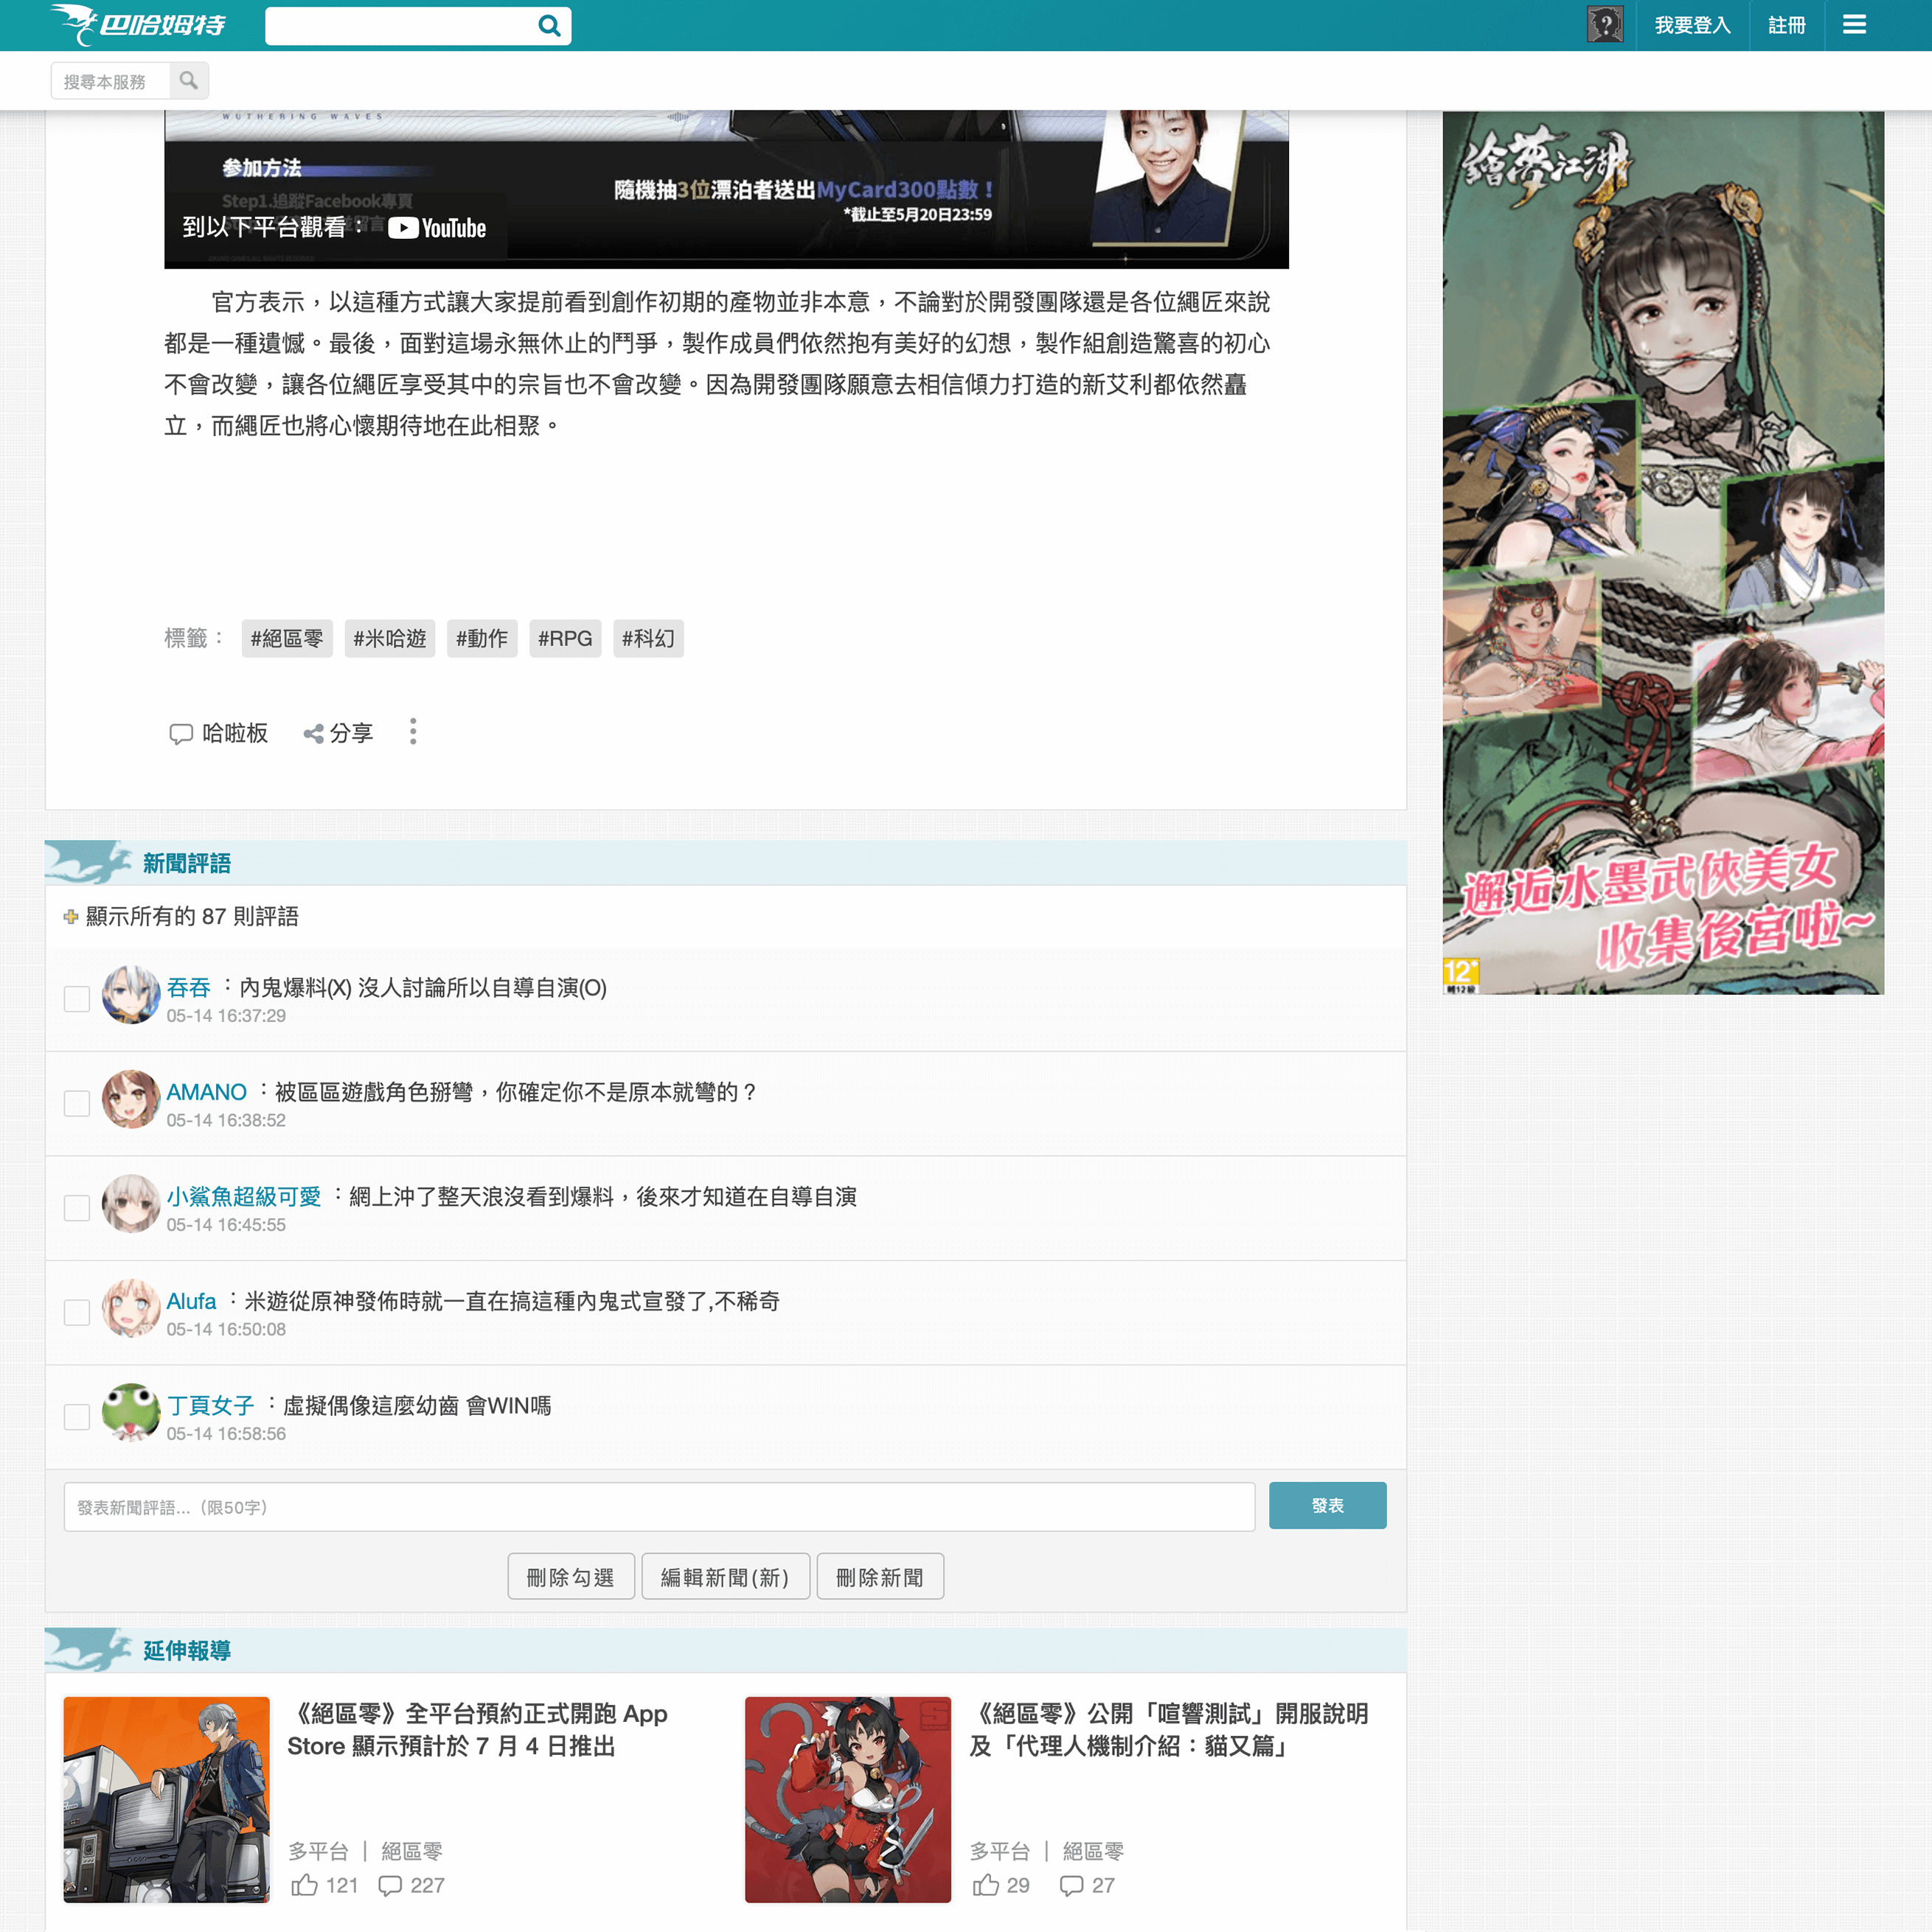 巴哈姆特
我要登入
註冊
搜尋本服務
WUTHERING WAVES
參加方法
Step1.追蹤Facebook專頁
隨機抽3位漂泊者送出MyCard300點數！
*截止至5月20日23:59
到以下平台觀看： YouTube
官方表示，以這種方式讓大家提前看到創作初期的產物並非本意，不論對於開發團隊還是各位繩匠來說
都是一種遺憾。最後，面對這場永無休止的鬥爭，製作成員們依然抱有美好的幻想，製作組創造驚喜的初心
不會改變，讓各位繩匠享受其中的宗旨也不會改變。因為開發團隊願意去相信傾力打造的新艾利都依然矗
立，而繩匠也將心懷期待地在此相聚。
標籤： #絕區零 #米哈遊 #動作 #RPG #科幻
哈啦板 分享
繪夢江湖
邂逅水墨武俠美女
收集後宮啦~
12+
輔12級
新聞評語
顯示所有的 87 則評語
吞吞 ：內鬼爆料(X) 沒人討論所以自導自演(O)
05-14 16:37:29
AMANO ：被區區遊戲角色掰彎，你確定你不是原本就彎的？
05-14 16:38:52
小鯊魚超級可愛 ：網上沖了整天浪沒看到爆料，後來才知道在自導自演
05-14 16:45:55
Alufa ：米遊從原神發佈時就一直在搞這種內鬼式宣發了,不稀奇
05-14 16:50:08
丁頁女子 ：虛擬偶像這麼幼齒 會WIN嗎
05-14 16:58:56
發表新聞評語…（限50字）
發表
刪除勾選 編輯新聞(新) 刪除新聞
延伸報導
《絕區零》全平台預約正式開跑 App
Store 顯示預計於 7 月 4 日推出
多平台 ｜ 絕區零
121 227
《絕區零》公開「喧響測試」開服說明
及「代理人機制介紹：貓又篇」
多平台 ｜ 絕區零
29 27